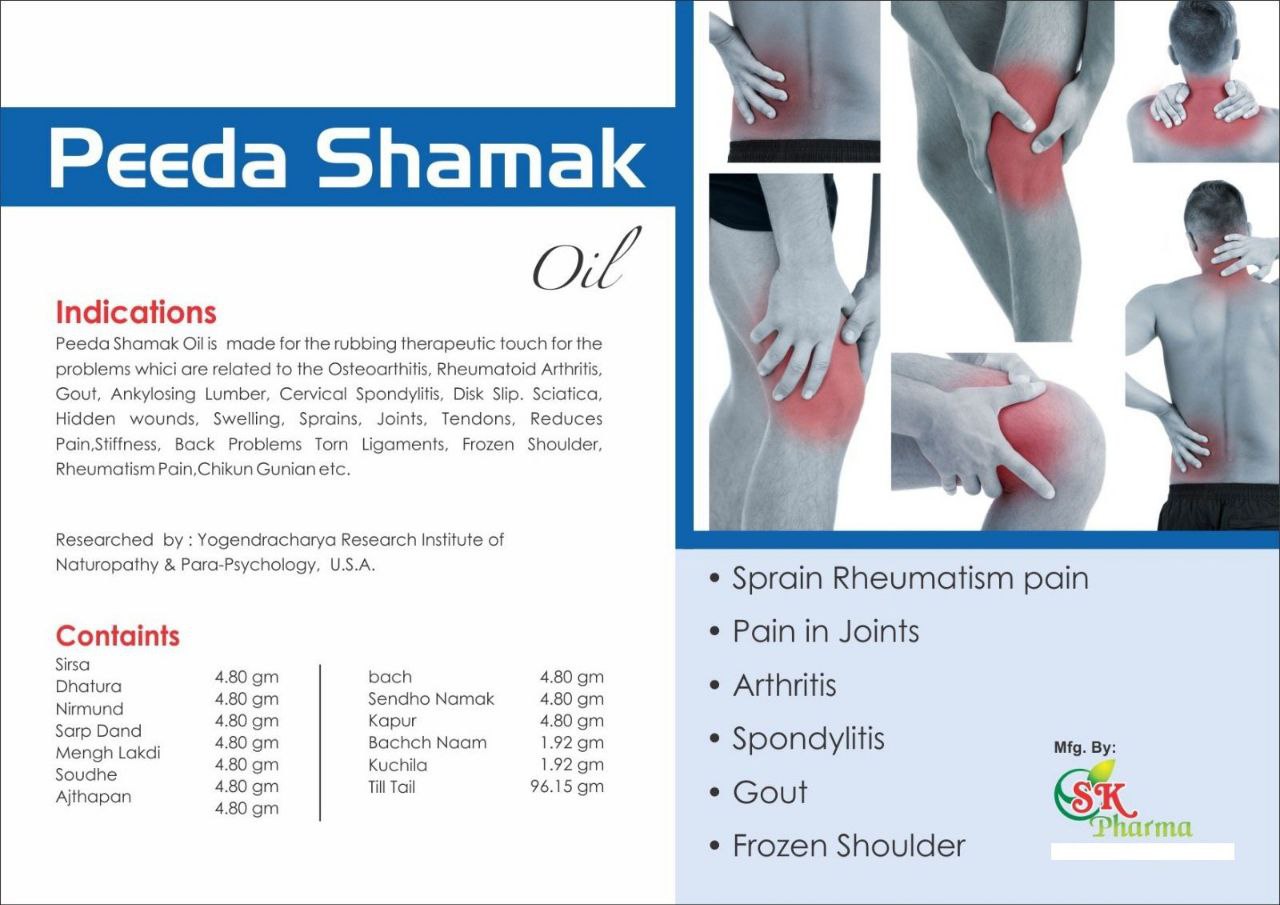 Peeda Shamak
Oil
Indications
Peeda Shamak Oil is made for the rubbing therapeutic touch for the
problems whici are related to the Osteoarthitis, Rheumatoid Arthritis,
Gout, Ankylosing Lumber, Cervical Spondylitis, Disk Slip. Sciatica,
Hidden wounds, Swelling, Sprains, Joints, Tendons, Reduces
Pain,Stiffness, Back Problems Torn Ligaments, Frozen Shoulder,
Rheumatism Pain,Chikun Gunian etc.
Researched by : Yogendracharya Research Institute of
Naturopathy & Para-Psychology, U.S.A.
Containts
Sirsa 4.80 gm
Dhatura 4.80 gm
Nirmund 4.80 gm
Sarp Dand 4.80 gm
Mengh Lakdi 4.80 gm
Soudhe 4.80 gm
Ajthapan 4.80 gm
bach 4.80 gm
Sendho Namak 4.80 gm
Kapur 4.80 gm
Bachch Naam 1.92 gm
Kuchila 1.92 gm
Till Tail 96.15 gm
• Sprain Rheumatism pain
• Pain in Joints
• Arthritis
• Spondylitis
• Gout
• Frozen Shoulder
Mfg. By:
SK
Pharma